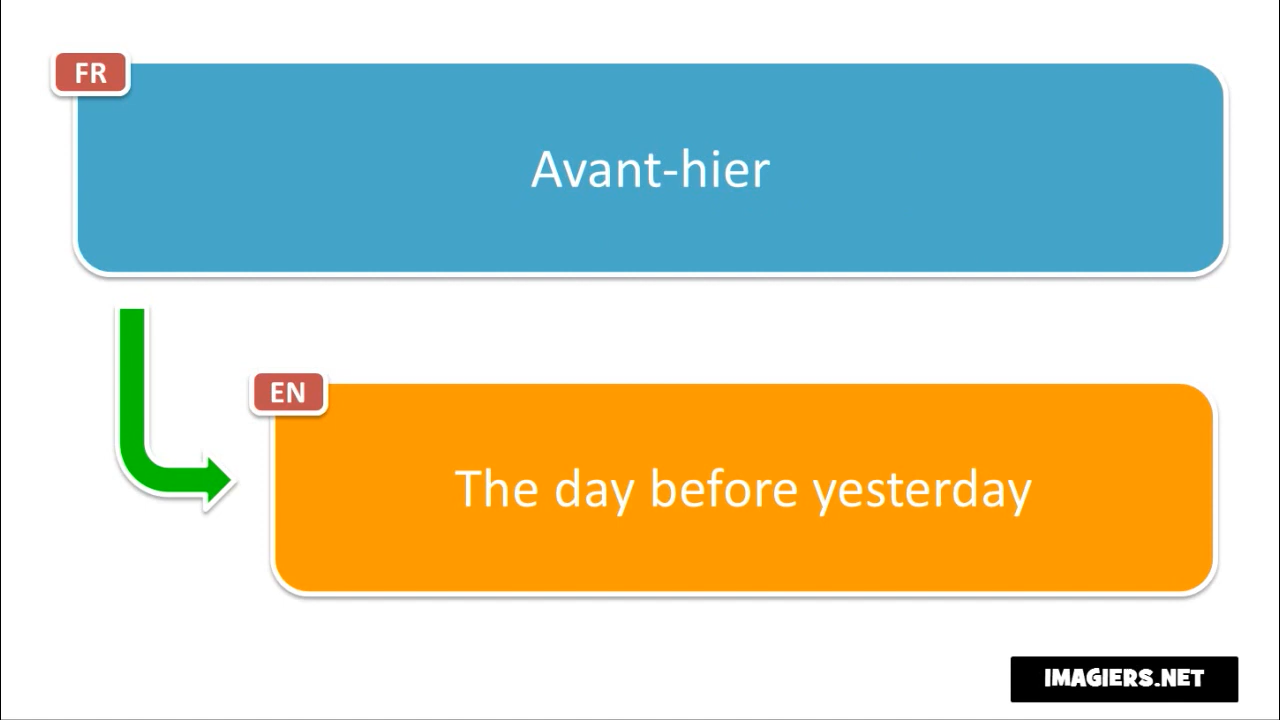 FR
Avant-hier
EN
The day before yesterday
IMAGIERS.NET